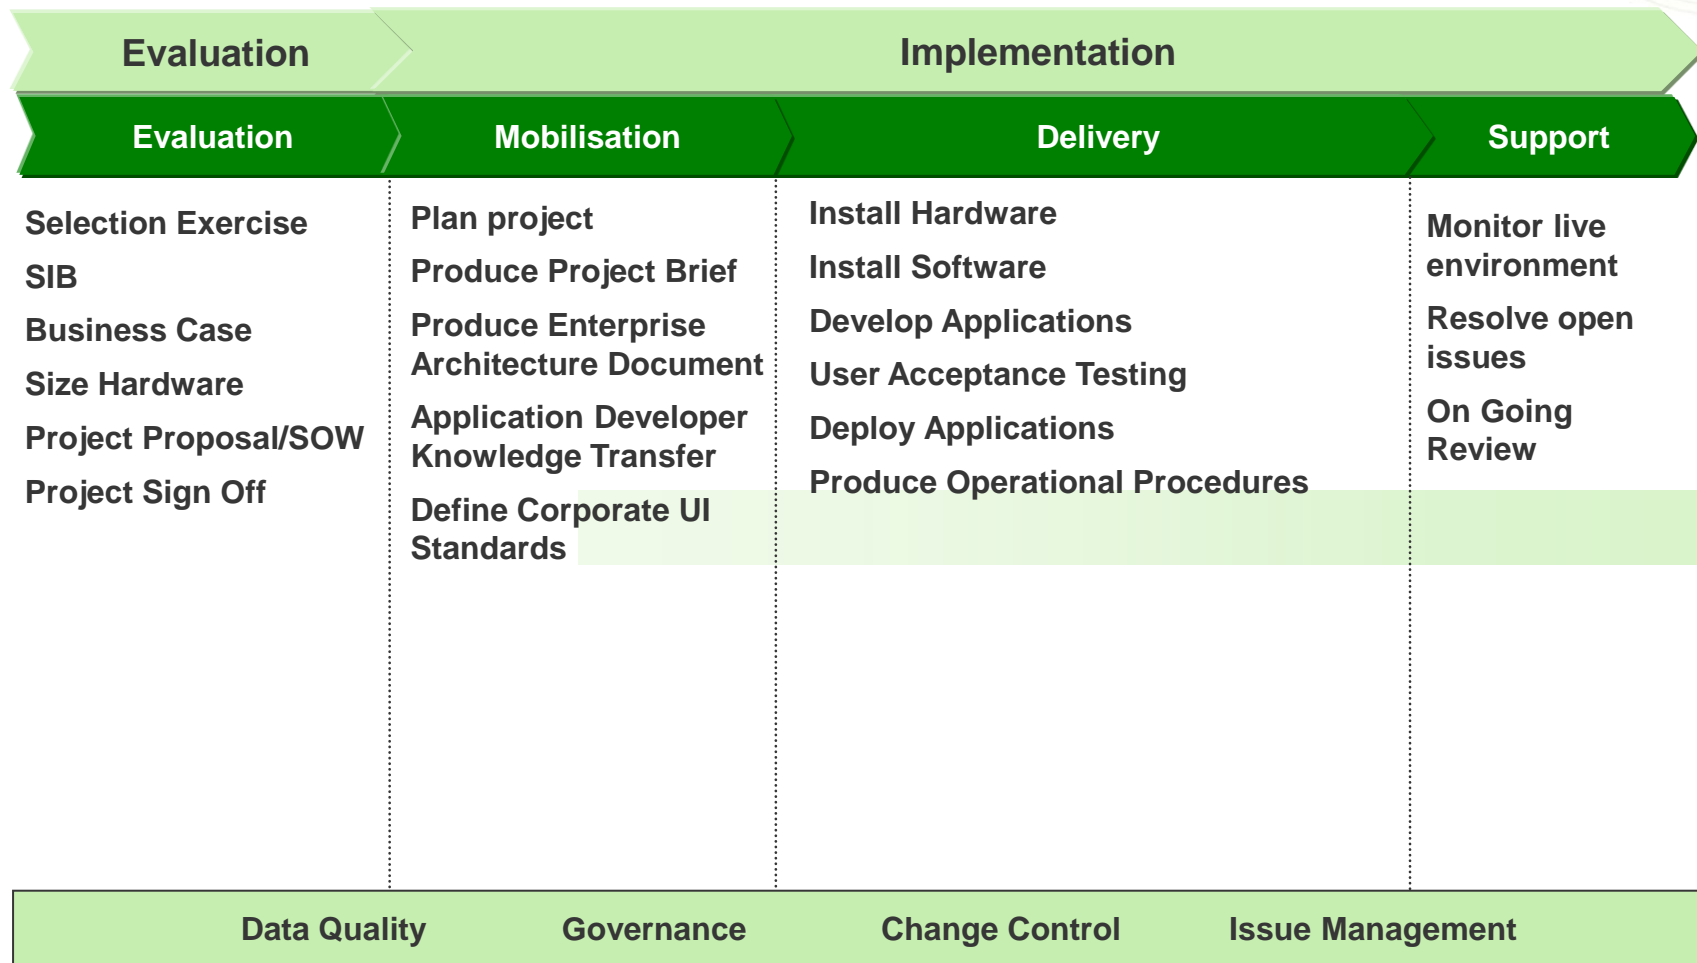 Evaluation
Implementation
Evaluation
Mobilisation
Delivery
Support
Selection Exercise
SIB
Business Case
Size Hardware
Project Proposal/SOW
Project Sign Off
Plan project
Produce Project Brief
Produce Enterprise
Architecture Document
Application Developer
Knowledge Transfer
Define Corporate UI
Standards
Install Hardware
Install Software
Develop Applications
User Acceptance Testing
Deploy Applications
Produce Operational Procedures
Monitor live
environment
Resolve open
issues
On Going
Review
Data Quality
Governance
Change Control
Issue Management